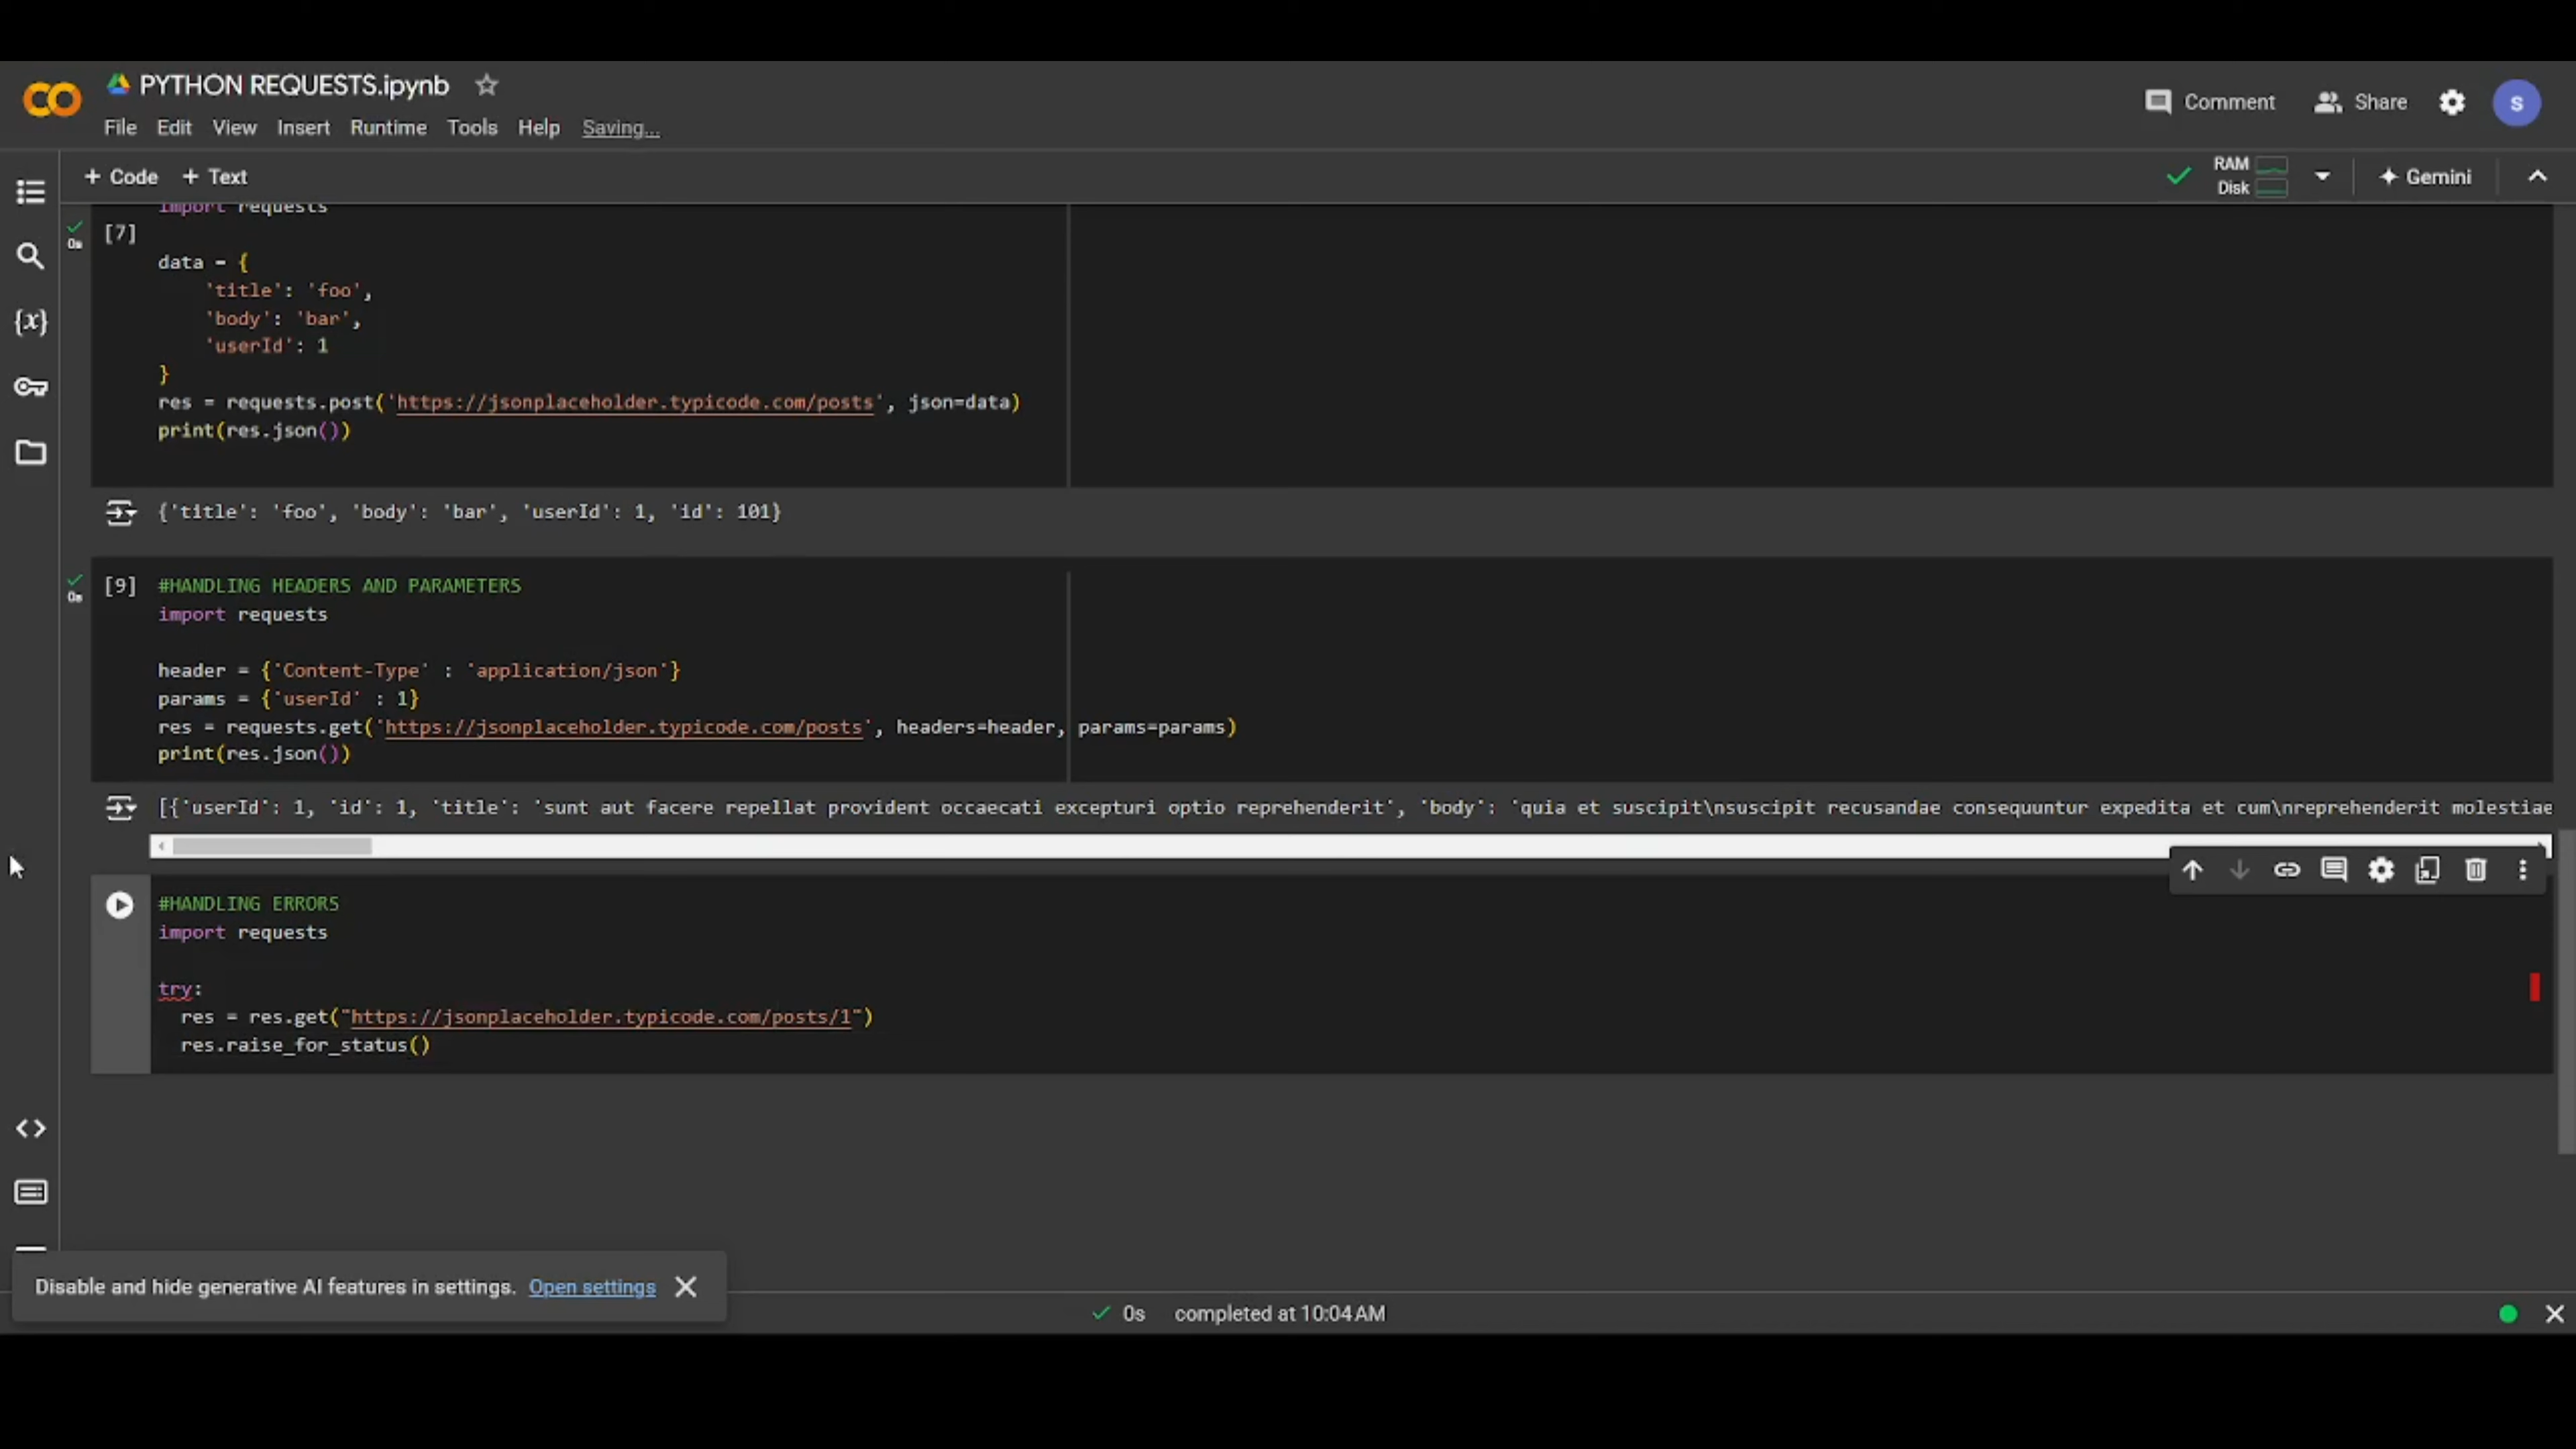 PYTHON REQUESTS.ipynb
File Edit View Insert Runtime Tools Help Saving...
Comment Share S
+ Code + Text
RAM
Disk
Gemini
import requests
0s [7]
data = {
'title': 'foo',
'body': 'bar',
'userId': 1
}
res = requests.post('https://jsonplaceholder.typicode.com/posts', json=data)
print(res.json())
{'title': 'foo', 'body': 'bar', 'userId': 1, 'id': 101}
0s [9] #HANDLING HEADERS AND PARAMETERS
import requests
header = {'Content-Type' : 'application/json'}
params = {'userId' : 1}
res = requests.get('https://jsonplaceholder.typicode.com/posts', headers=header, params=params)
print(res.json())
[{'userId': 1, 'id': 1, 'title': 'sunt aut facere repellat provident occaecati excepturi optio reprehenderit', 'body': 'quia et suscipit\nsuscipit recusandae consequuntur expedita et cum\nreprehenderit molestiae
#HANDLING ERRORS
import requests
try:
res = res.get("https://jsonplaceholder.typicode.com/posts/1")
res.raise_for_status()
Disable and hide generative AI features in settings. Open settings
0s completed at 10:04 AM